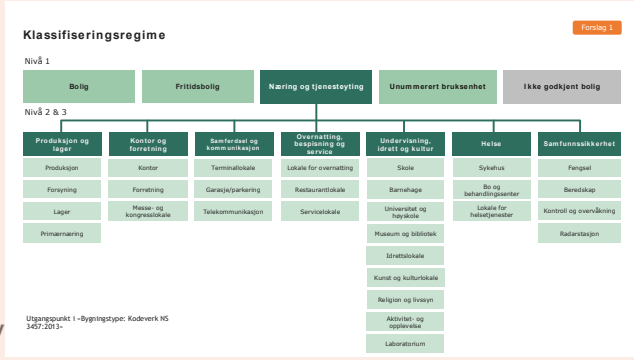 Klassifiseringsregime
Forslag 1
Nivå 1
Bolig
Fritidsbolig
Næring og tjenesteyting
Unummerert bruksenhet
Ikke godkjent bolig
Nivå 2 & 3
Produksjon og
lager
Produksjon
Forsyning
Lager
Primærnæring
Kontor og
forretning
Kontor
Forretning
Messe- og
kongresslokale
Samferdsel og
kommunikasjon
Terminallokale
Garasje/parkering
Telekommunikasjon
Overnatting,
bespisning og
service
Lokale for overnatting
Restaurantlokale
Servicelokale
Undervisning,
idrett og kultur
Skole
Barnehage
Universitet og
høyskole
Museum og bibliotek
Idrettslokale
Kunst og kulturlokale
Religion og livssyn
Aktivitet- og
opplevelse
Laboratorium
Helse
Sykehus
Bo og
behandlingssenter
Lokale for
helsetjenester
Samfunnssikkerhet
Fengsel
Beredskap
Kontroll og overvåkning
Radarstasjon
Utgangspunkt i «Bygningstype: Kodeverk NS
3457:2013»